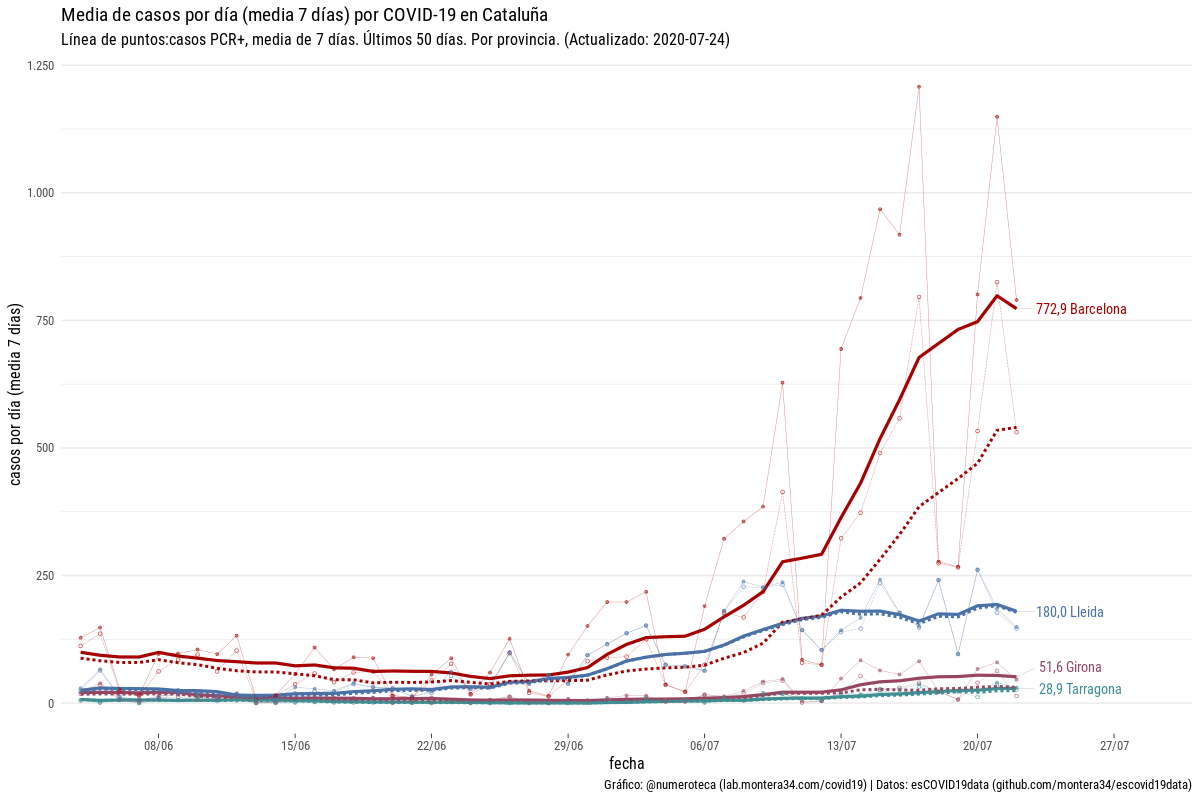 Media de casos por día (media 7 días) por COVID-19 en Cataluña
Línea de puntos:casos PCR+, media de 7 días. Últimos 50 días. Por provincia. (Actualizado: 2020-07-24)
casos por día (media 7 días)
1.250
1.000
750
500
250
0
772,9 Barcelona
180,0 Lleida
51,6 Girona
28,9 Tarragona
08/06
15/06
22/06
29/06
06/07
13/07
20/07
27/07
fecha
Gráfico: @numeroteca (lab.montera34.com/covid19) | Datos: esCOVID19data (github.com/montera34/escovid19data)